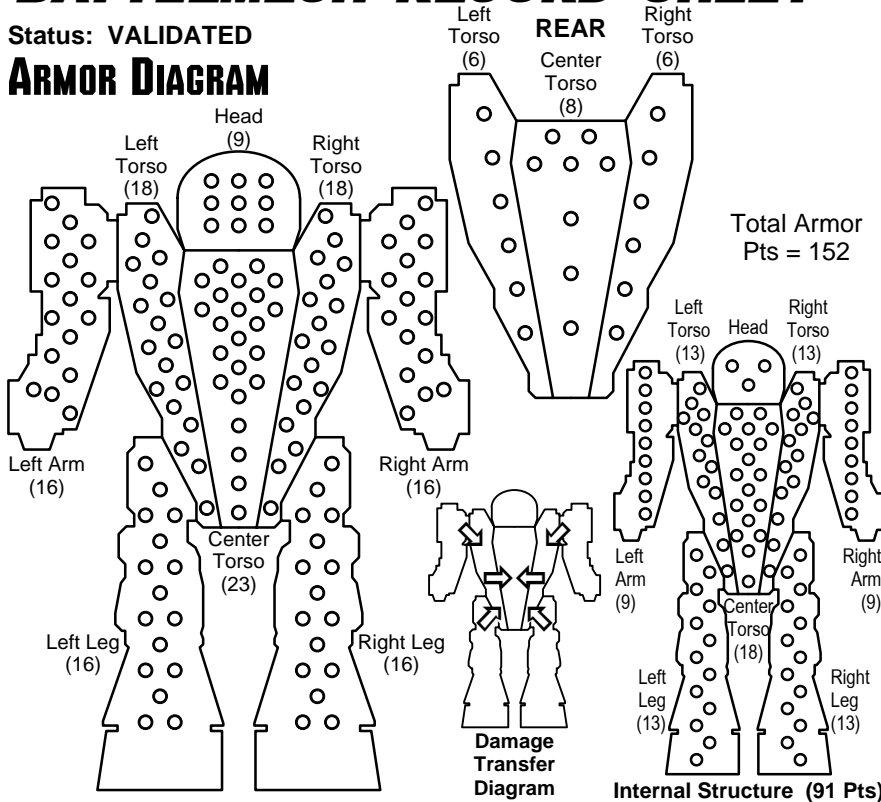 BATTLEMECH RECORD SHEET
Status: VALIDATED
ARMOR DIAGRAM
Head
(9)
Left
Torso
(18)
Right
Torso
(18)
Left Arm
(16)
Right Arm
(16)
Center
Torso
(23)
Left Leg
(16)
Right Leg
(16)
REAR
Left
Torso
(6)
Center
Torso
(8)
Right
Torso
(6)
Total Armor
Pts = 152
Damage
Transfer
Diagram
Left
Torso
(13)
Head
Right
Torso
(13)
Left
Arm
(9)
Right
Arm
(9)
Center
Torso
(18)
Left
Leg
(13)
Right
Leg
(13)
Internal Structure (91 Pts)